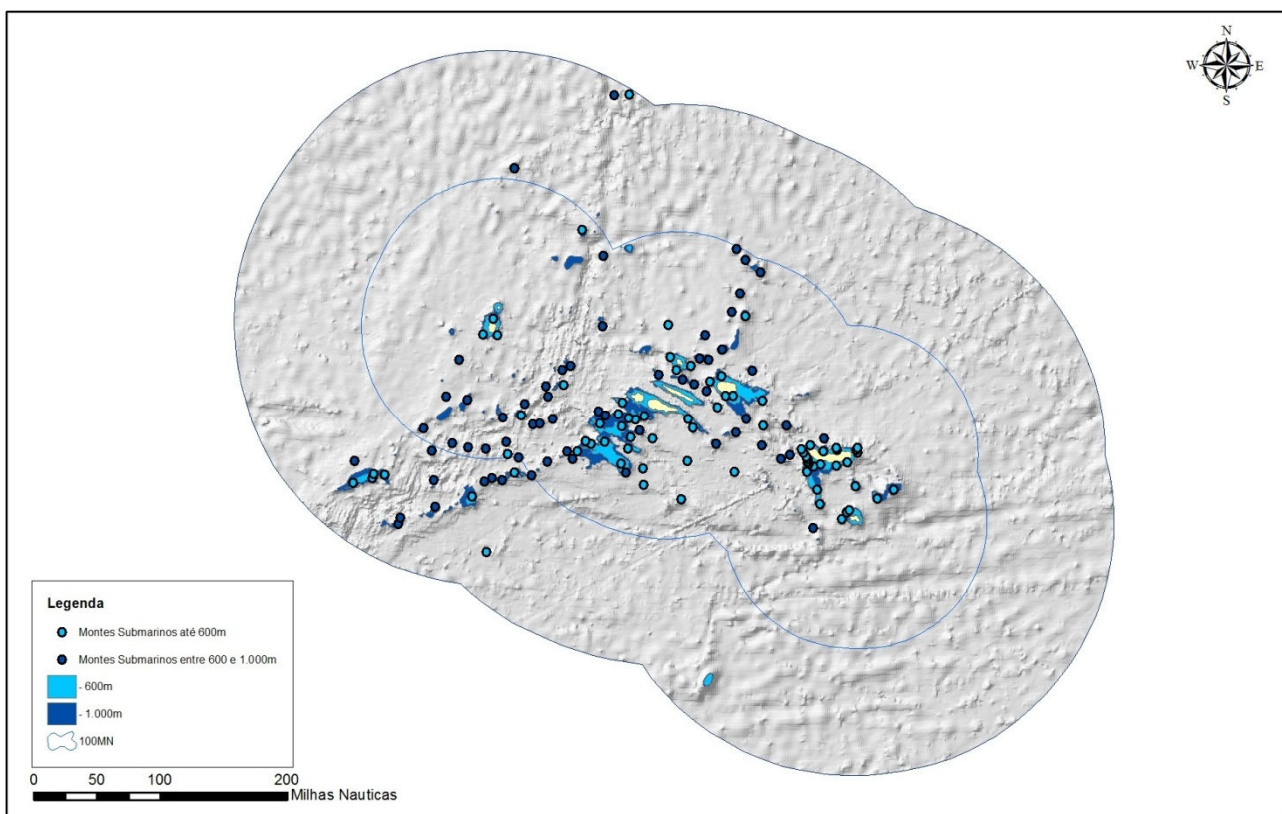 N
W E
S
Legenda
Montes Submarinos até 600m
Montes Submarinos entre 600 e 1.000m
- 600m
- 1.000m
100MN
0 50 100 200
Milhas Nauticas